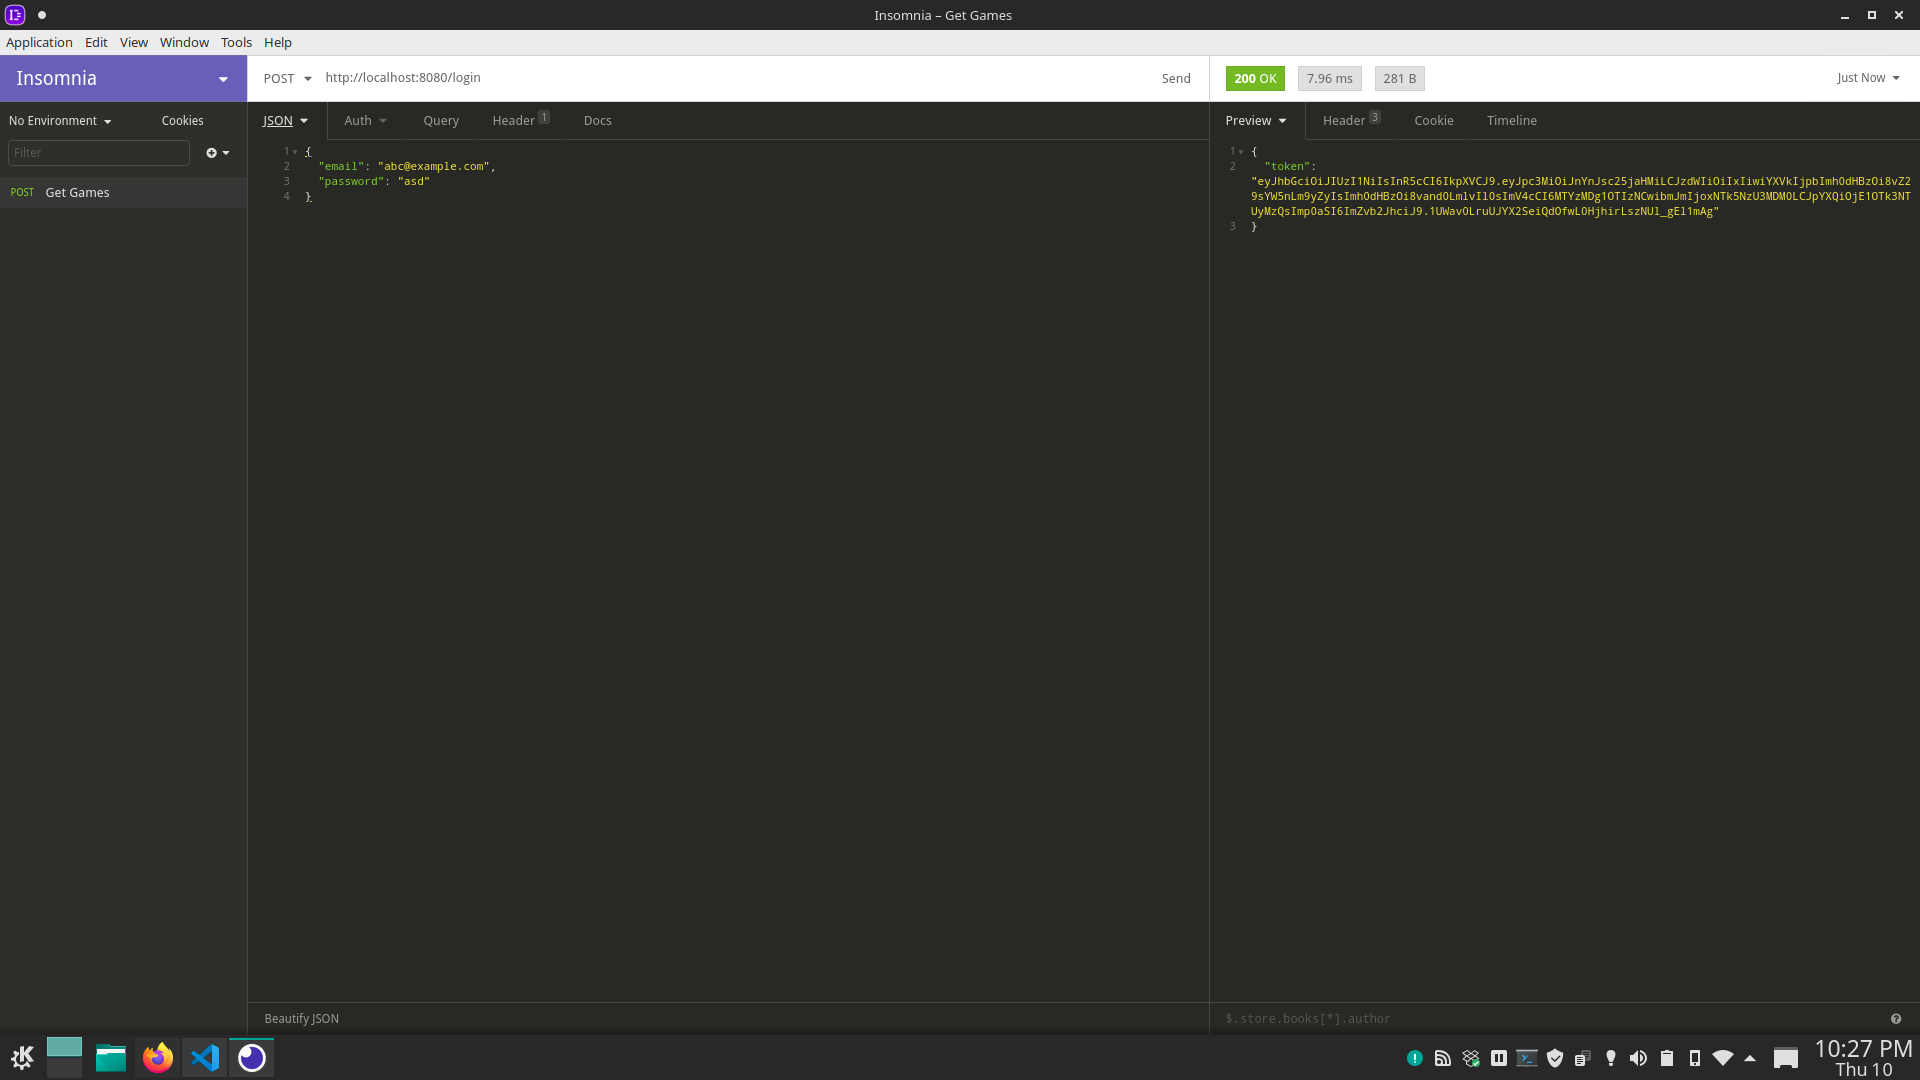 Insomnia – Get Games
Application Edit View Window Tools Help
Insomnia
POST http://localhost:8080/login Send
200 OK 7.96 ms 281 B Just Now
No Environment Cookies
JSON Auth Query Header 1 Docs
Preview Header 3 Cookie Timeline
Filter
POST Get Games
1 {
2 "email": "abc@example.com",
3 "password": "asd"
4 }
1 {
2 "token":
3 }
Beautify JSON
$.store.books[*].author
10:27 PM
Thu 10